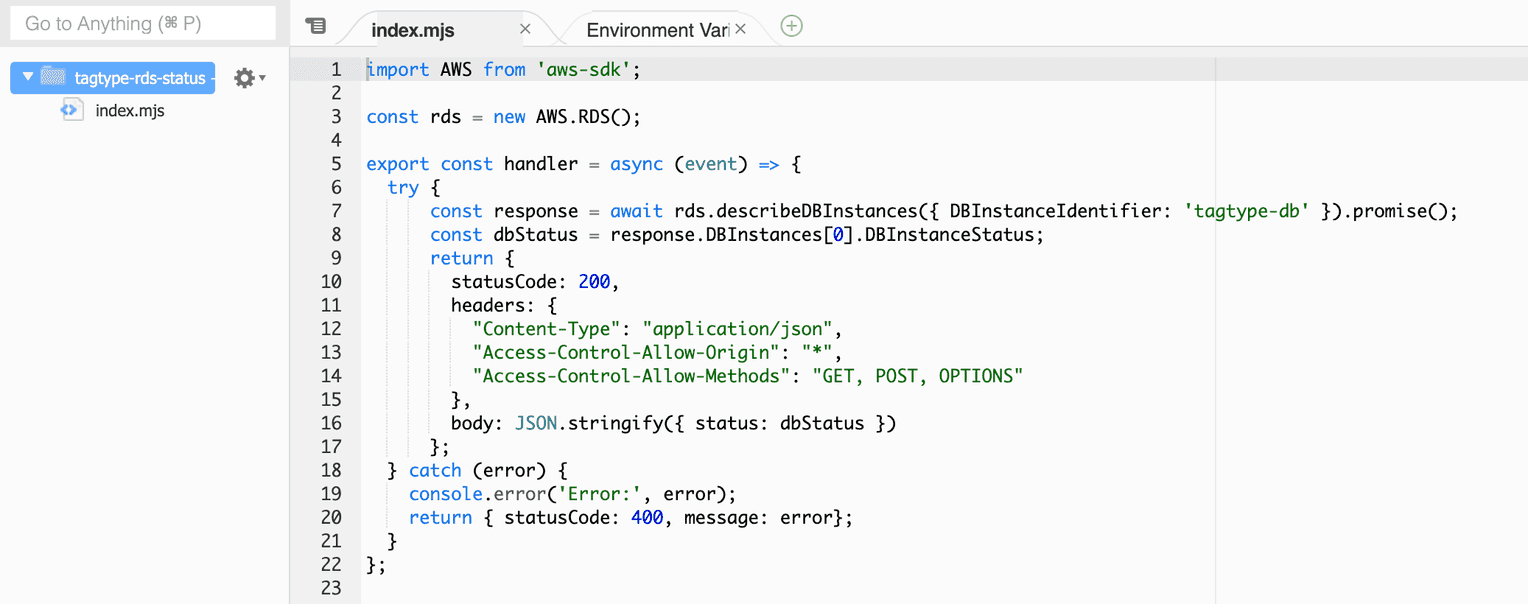 Go to Anything (⌘ P)
index.mjs
Environment Vari
tagtype-rds-status -
index.mjs
1 import AWS from 'aws-sdk';
2
3 const rds = new AWS.RDS();
4
5 export const handler = async (event) => {
6 try {
7 const response = await rds.describeDBInstances({ DBInstanceIdentifier: 'tagtype-db' }).promise();
8 const dbStatus = response.DBInstances[0].DBInstanceStatus;
9 return {
10 statusCode: 200,
11 headers: {
12 "Content-Type": "application/json",
13 "Access-Control-Allow-Origin": "*",
14 "Access-Control-Allow-Methods": "GET, POST, OPTIONS"
15 },
16 body: JSON.stringify({ status: dbStatus })
17 };
18 } catch (error) {
19 console.error('Error:', error);
20 return { statusCode: 400, message: error};
21 }
22 };
23